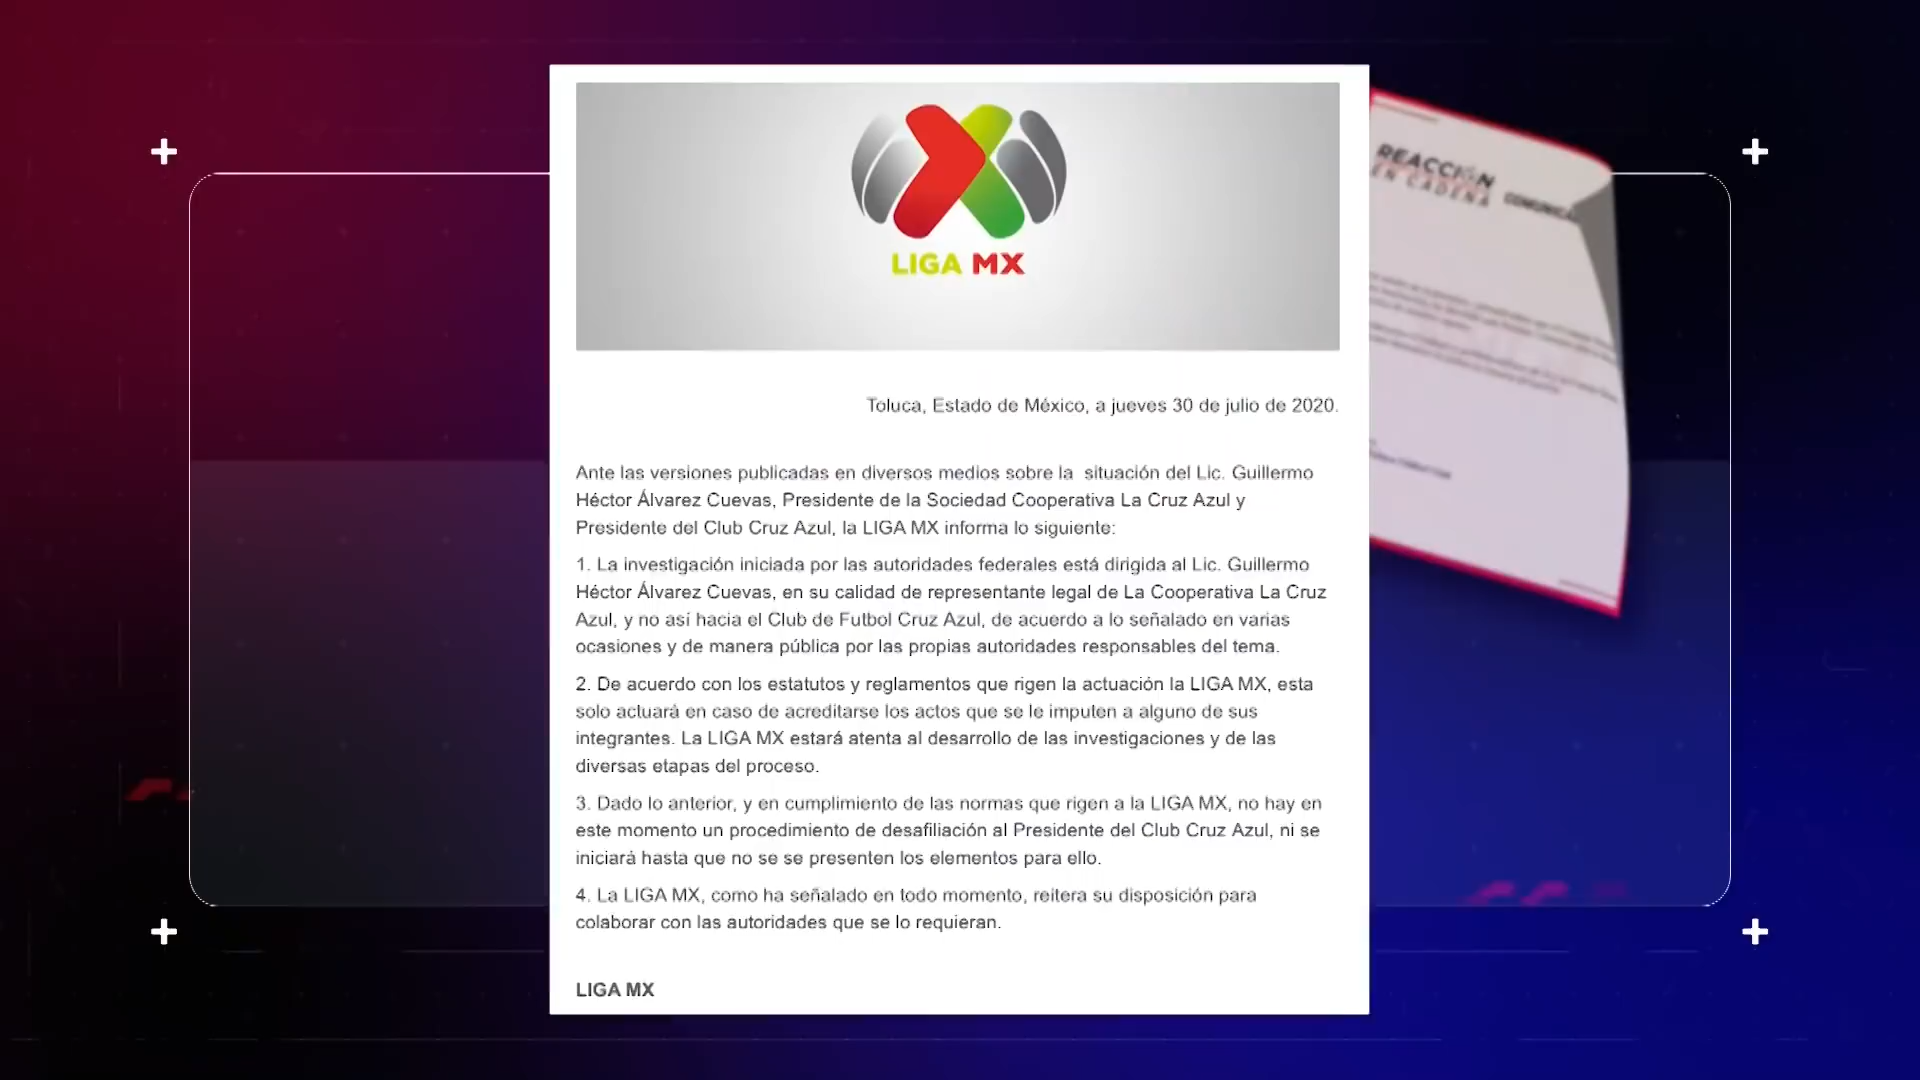 LIGA MX
Toluca, Estado de México, a jueves 30 de julio de 2020.
Ante las versiones publicadas en diversos medios sobre la situación del Lic. Guillermo
Héctor Álvarez Cuevas, Presidente de la Sociedad Cooperativa La Cruz Azul y
Presidente del Club Cruz Azul, la LIGA MX informa lo siguiente:
1. La investigación iniciada por las autoridades federales está dirigida al Lic. Guillermo
Héctor Álvarez Cuevas, en su calidad de representante legal de La Cooperativa La Cruz
Azul, y no así hacia el Club de Futbol Cruz Azul, de acuerdo a lo señalado en varias
ocasiones y de manera pública por las propias autoridades responsables del tema.
2. De acuerdo con los estatutos y reglamentos que rigen la actuación la LIGA MX, esta
solo actuará en caso de acreditarse los actos que se le imputen a alguno de sus
integrantes. La LIGA MX estará atenta al desarrollo de las investigaciones y de las
diversas etapas del proceso.
3. Dado lo anterior, y en cumplimiento de las normas que rigen a la LIGA MX, no hay en
este momento un procedimiento de desafiliación al Presidente del Club Cruz Azul, ni se
iniciará hasta que no se se presenten los elementos para ello.
4. La LIGA MX, como ha señalado en todo momento, reitera su disposición para
colaborar con las autoridades que se lo requieran.
LIGA MX
REACCIÓN
EN CADENA